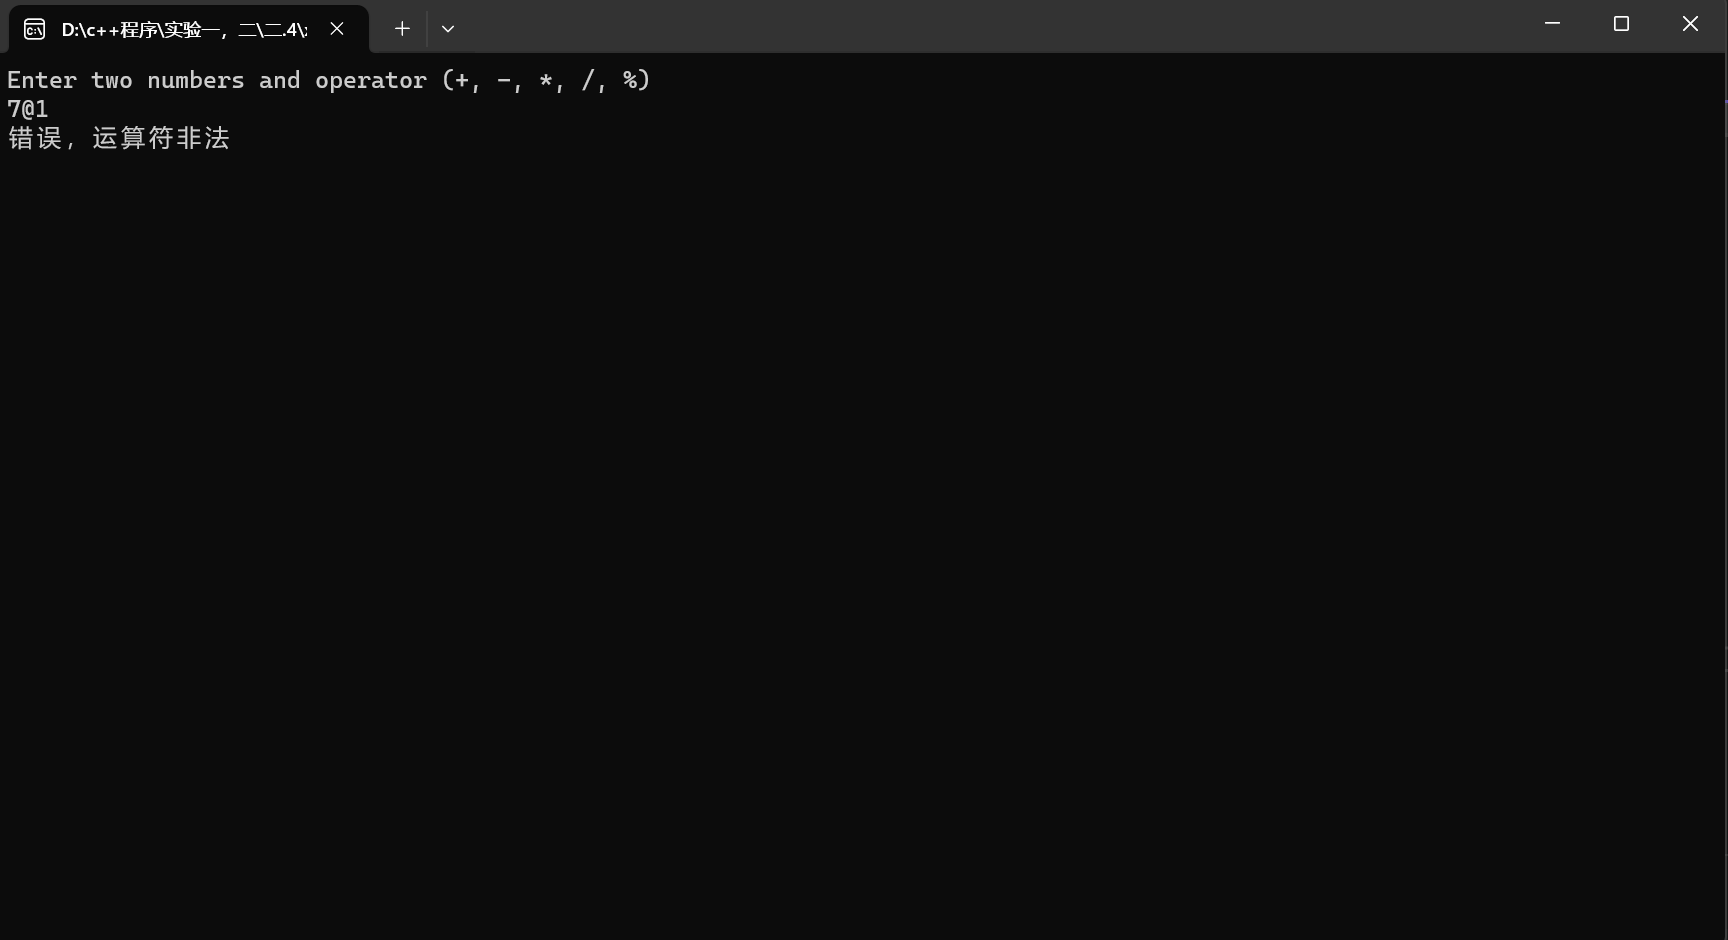 D:\c++程序\实验一，二\二.4\
Enter two numbers and operator (+, -, *, /, %)
7@1
错误，运算符非法